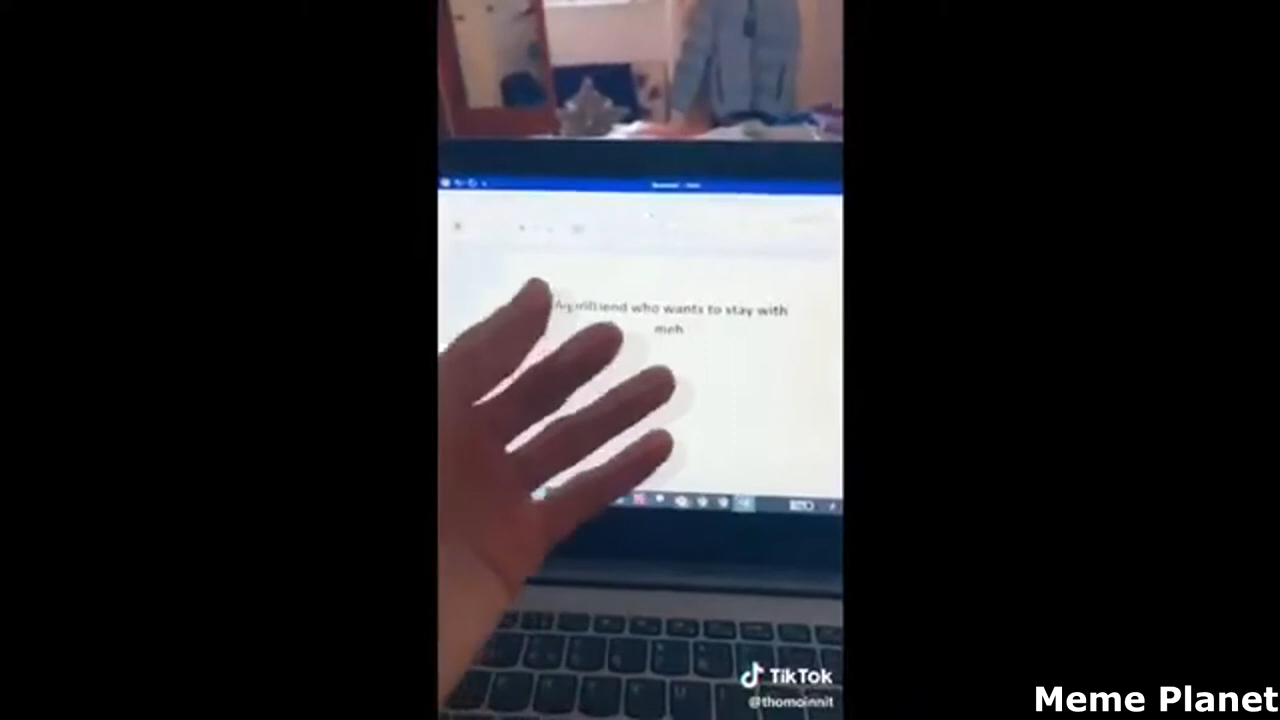 A girlfriend who wants to stay with
meh
TikTok
@thomoinnit
Meme Planet